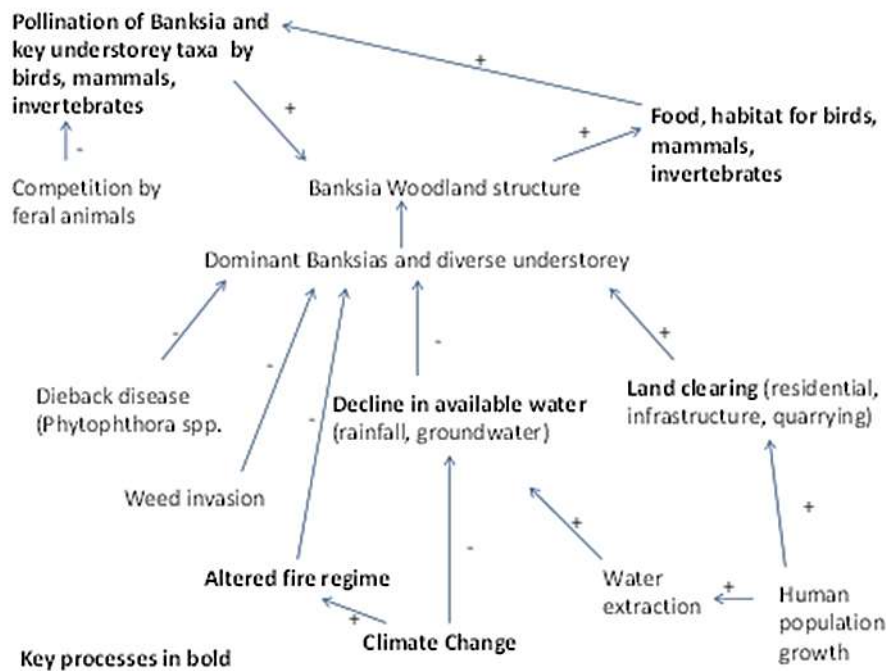 Pollination of Banksia and
key understorey taxa by
birds, mammals,
invertebrates
+
+
Food, habitat for birds,
mammals,
invertebrates
+
-
Competition by
feral animals
Banksia Woodland structure
Dominant Banksias and diverse understorey
-
-
-
-
+
Dieback disease
(Phytophthora spp.
Decline in available water
(rainfall, groundwater)
Land clearing (residential,
infrastructure, quarrying)
Weed invasion
-
+
+
Altered fire regime
+
Climate Change
Water
extraction
+
Human
population
growth
Key processes in bold